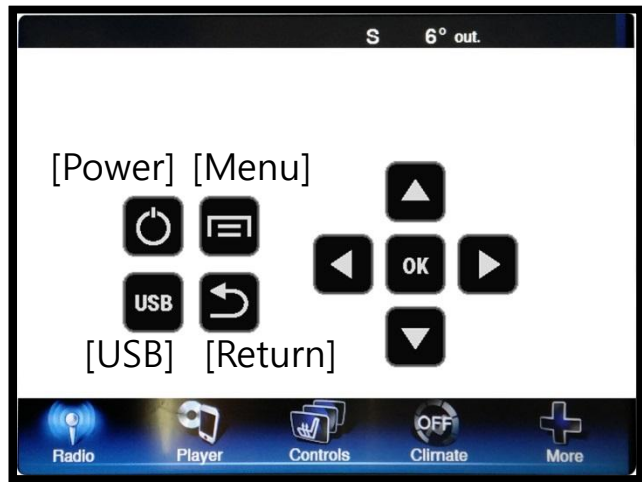 S 6° out.
[Power] [Menu]
OK
USB
[USB] [Return]
Radio Player Controls OFF Climate More